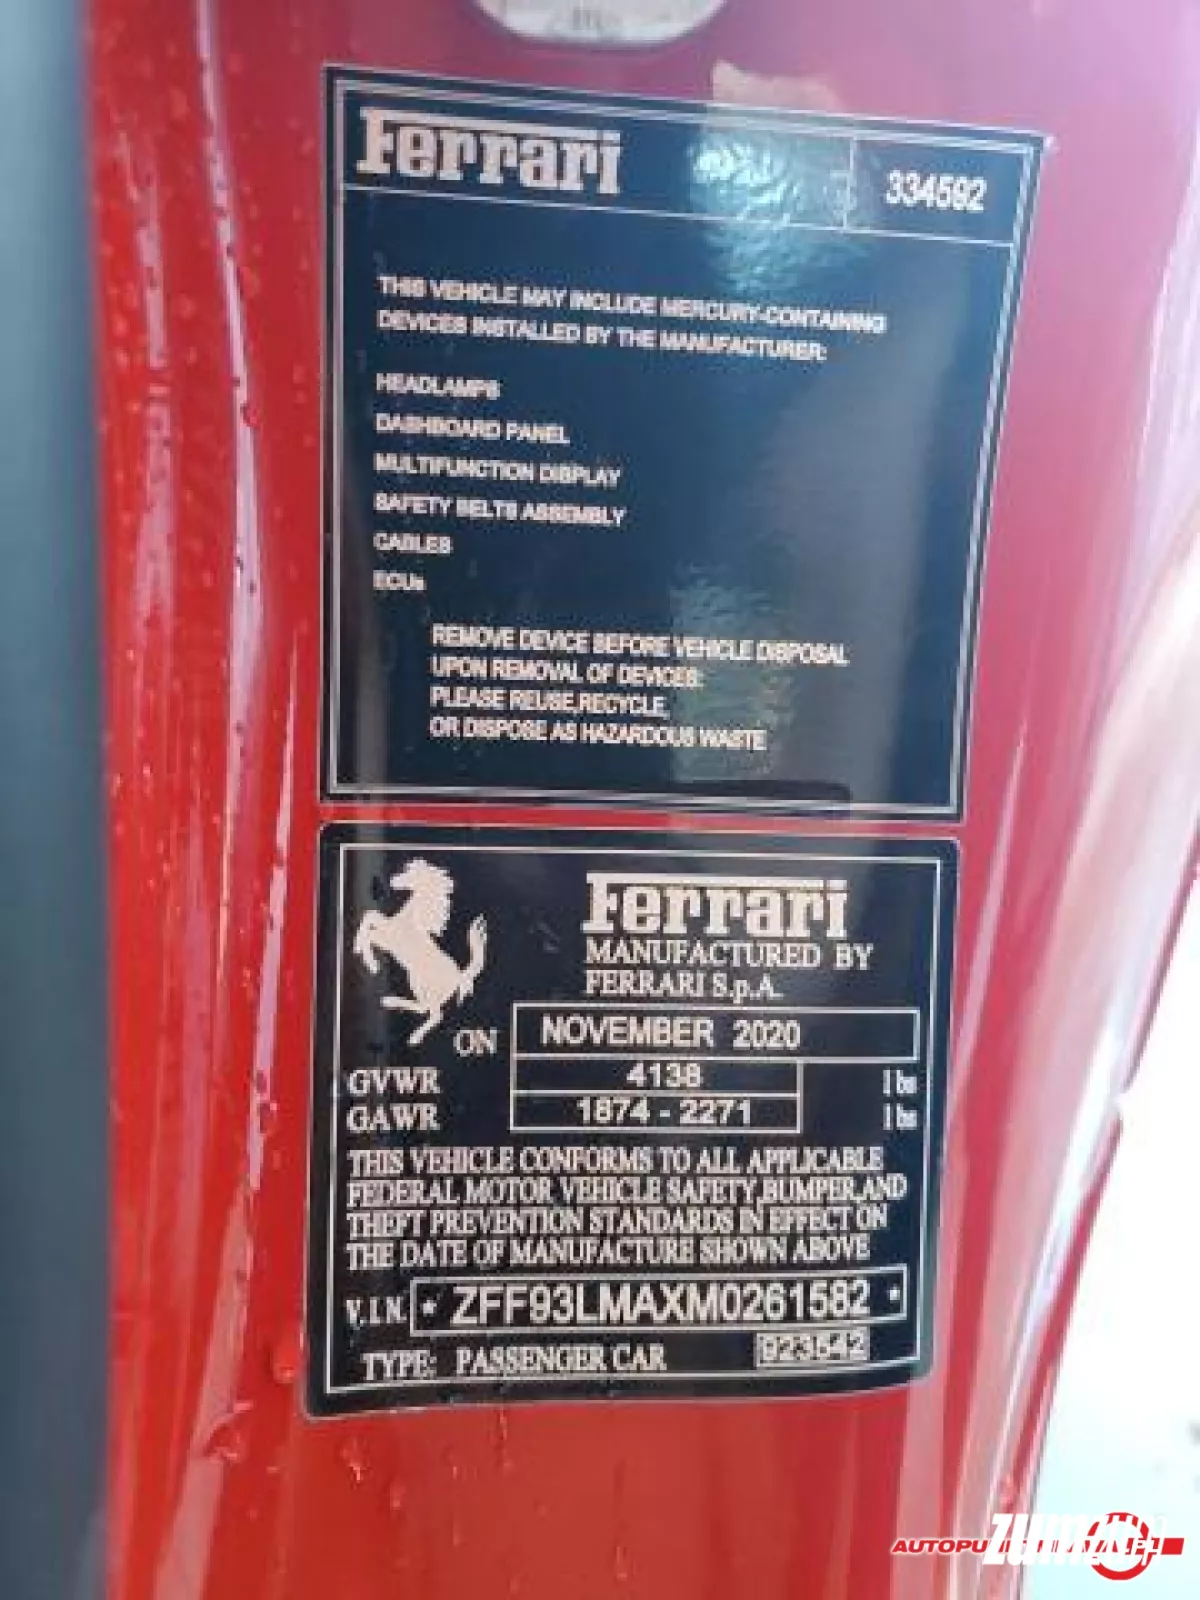 Ferrari
334592
THIS VEHICLE MAY INCLUDE MERCURY-CONTAINING
DEVICES INSTALLED BY THE MANUFACTURER:
HEADLAMPS
DASHBOARD PANEL
MULTIFUNCTION DISPLAY
SAFETY BELTS ASSEMBLY
CABLES
ECUs
REMOVE DEVICE BEFORE VEHICLE DISPOSAL
UPON REMOVAL OF DEVICES:
PLEASE REUSE,RECYCLE,
OR DISPOSE AS HAZARDOUS WASTE
Ferrari
MANUFACTURED BY
FERRARI S.p.A.
ON NOVEMBER 2020
GVWR 4138 lbs
GAWR 1874 - 2271 lbs
THIS VEHICLE CONFORMS TO ALL APPLICABLE
FEDERAL MOTOR VEHICLE SAFETY,BUMPER,AND
THEFT PREVENTION STANDARDS IN EFFECT ON
THE DATE OF MANUFACTURE SHOWN ABOVE
V.I.N. * ZFF93LMAXM0261582 *
TYPE: PASSENGER CAR 923542